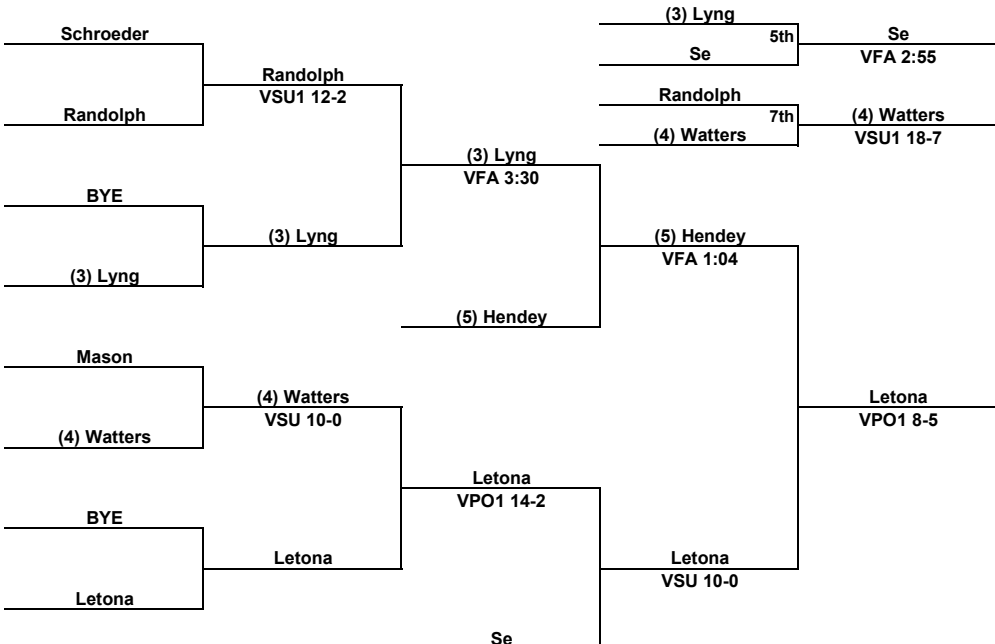 Schroeder
Randolph
VSU1 12-2
Randolph
BYE
(3) Lyng
(3) Lyng
(3) Lyng
VFA 3:30
(5) Hendey
(5) Hendey
VFA 1:04
Mason
(4) Watters
VSU 10-0
(4) Watters
BYE
Letona
Letona
Letona
VPO1 14-2
Se
Letona
VSU 10-0
Letona
VPO1 8-5
(3) Lyng
5th
Se
Se
VFA 2:55
Randolph
7th
(4) Watters
(4) Watters
VSU1 18-7